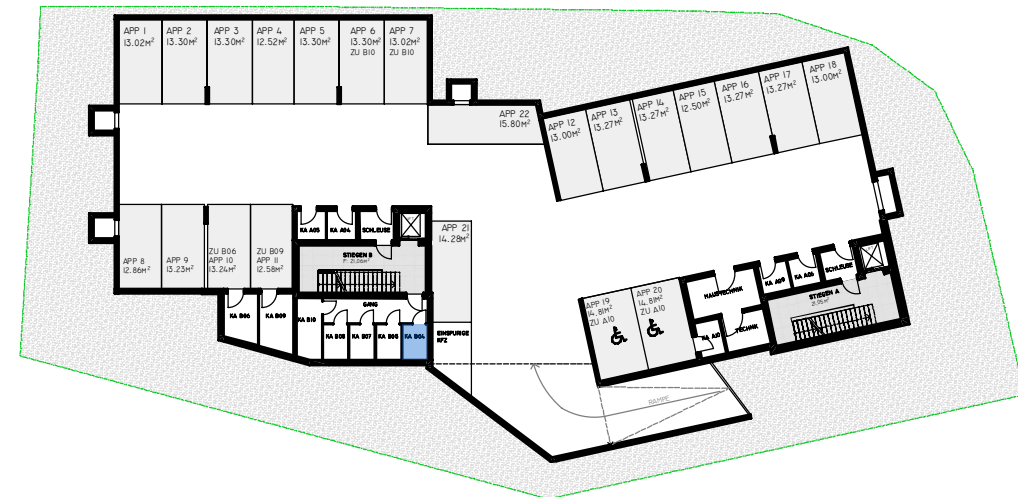 APP 1
13.02M²
APP 2
13.30M²
APP 3
13.30M²
APP 4
12.52M²
APP 5
13.30M²
APP 6
13.30M²
ZU B10
APP 7
13.02M²
ZU B10
APP 22
15.80M²
APP 12
13.00M²
APP 13
13.27M²
APP 14
13.27M²
APP 15
12.50M²
APP 16
13.27M²
APP 17
13.27M²
APP 18
13.00M²
APP 8
12.86M²
APP 9
13.23M²
ZU B06
APP 10
13.24M²
ZU B09
APP 11
12.58M²
KA A05
KA A04
SCHLEUSE
STIEGEN B
F: 21.06M²
APP 21
14.28M²
GANG
KA B06
KA B09
KA B10
KA B08
KA B07
KA B05
KA B04
EINSPURIGE
KFZ
APP 19
14.81M²
ZU A10
APP 20
14.81M²
ZU A10
HAUSTECHNIK
KA A09
KA A06
SCHLEUSE
STIEGEN A
KA A10
TECHNIK
RAMPE